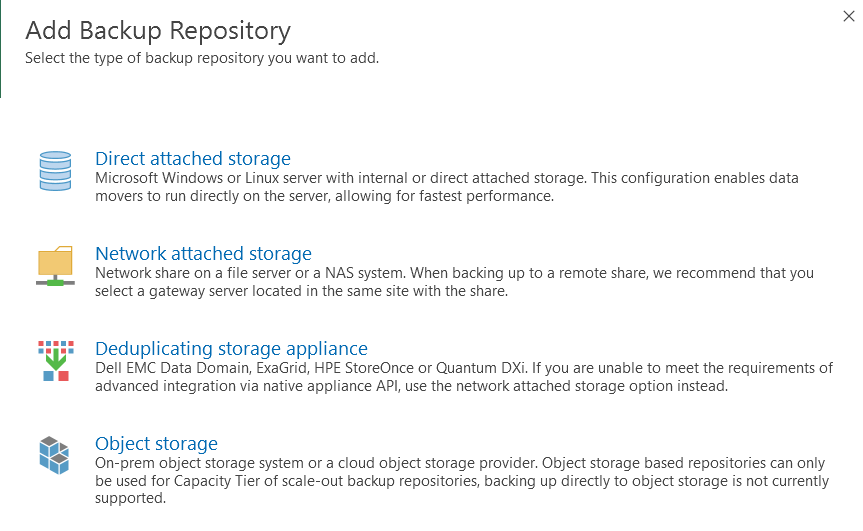 Add Backup Repository
Select the type of backup repository you want to add.
Direct attached storage
Microsoft Windows or Linux server with internal or direct attached storage. This configuration enables data
movers to run directly on the server, allowing for fastest performance.
Network attached storage
Network share on a file server or a NAS system. When backing up to a remote share, we recommend that you
select a gateway server located in the same site with the share.
Deduplicating storage appliance
Dell EMC Data Domain, ExaGrid, HPE StoreOnce or Quantum DXi. If you are unable to meet the requirements of
advanced integration via native appliance API, use the network attached storage option instead.
Object storage
On-prem object storage system or a cloud object storage provider. Object storage based repositories can only
be used for Capacity Tier of scale-out backup repositories, backing up directly to object storage is not currently
supported.